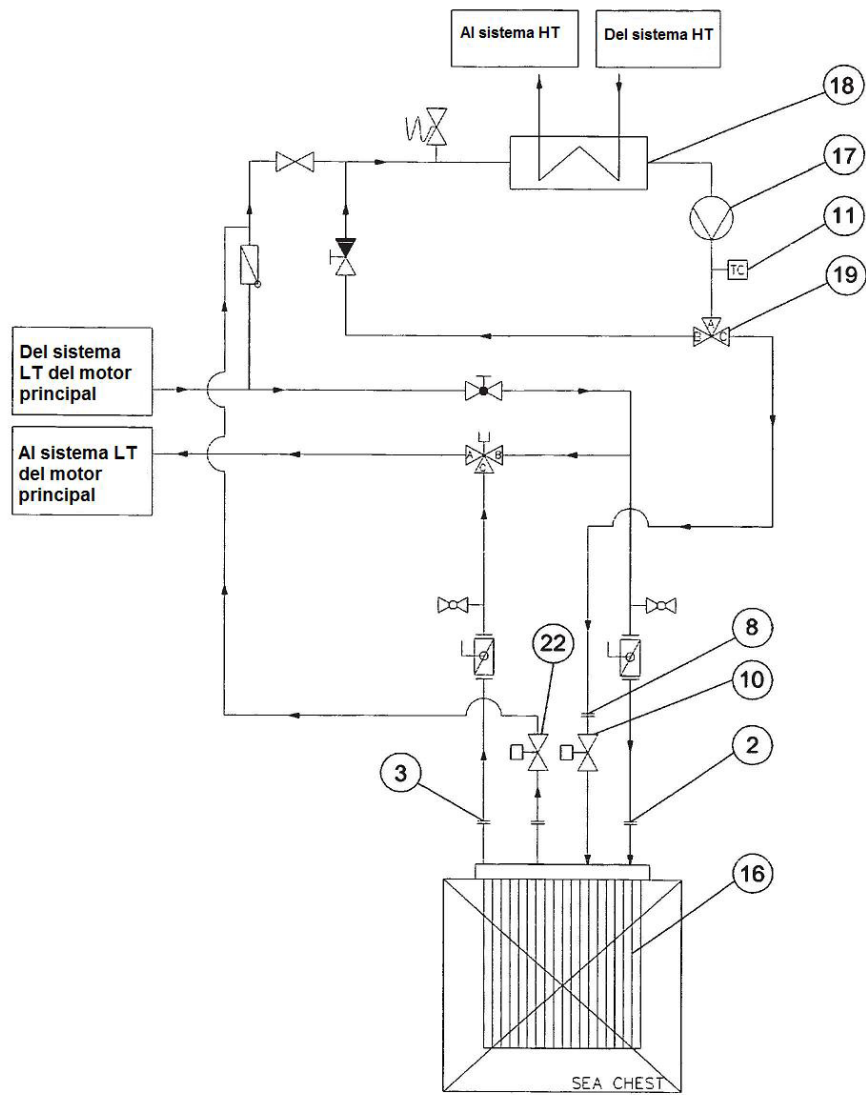 Al sistema HT
Del sistema HT
18
17
11
TC
19
A
B
C
Del sistema
LT del motor
principal
Al sistema LT
del motor
principal
A
B
C
22
8
10
3
2
16
SEA CHEST